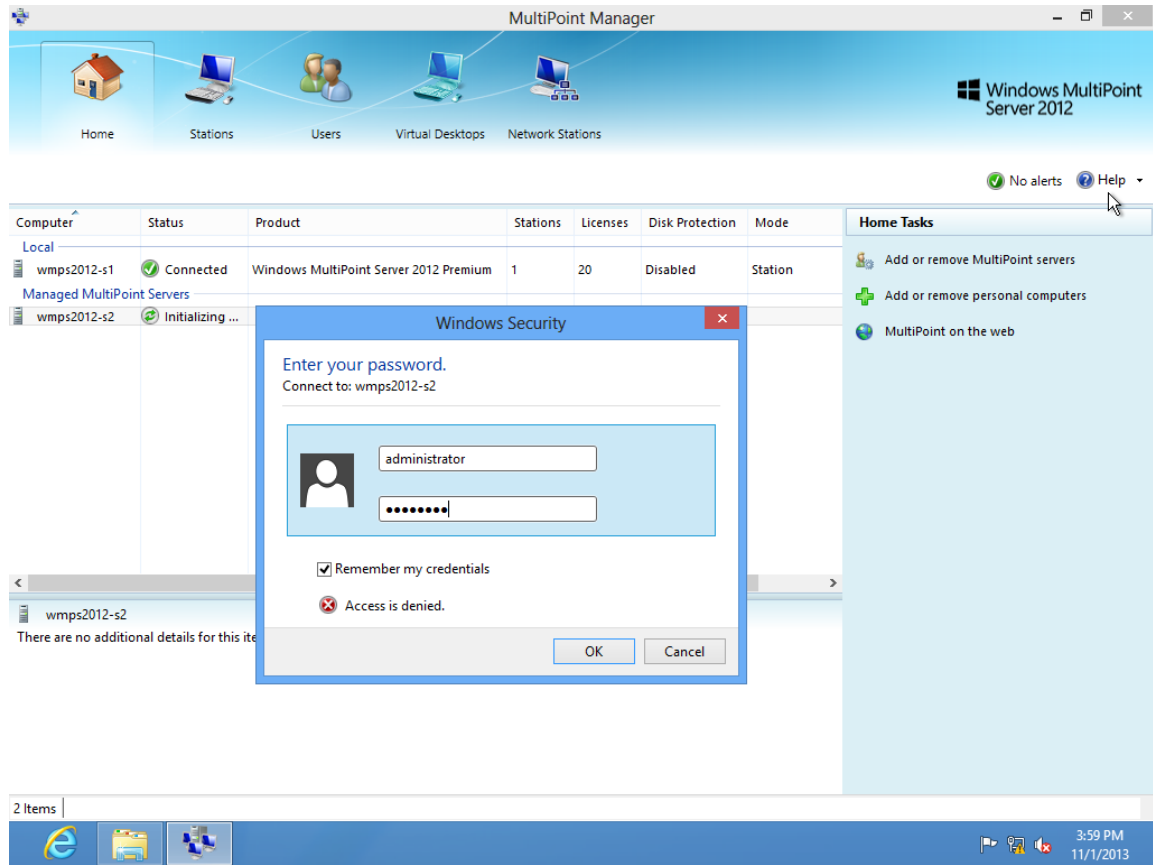 MultiPoint Manager
Home
Stations
Users
Virtual Desktops
Network Stations
Windows MultiPoint
Server 2012
No alerts
Help
Computer Status Product Stations Licenses Disk Protection Mode
Local
wmps2012-s1 Connected Windows MultiPoint Server 2012 Premium 1 20 Disabled Station
Managed MultiPoint Servers
wmps2012-s2 Initializing ...
Home Tasks
Add or remove MultiPoint servers
Add or remove personal computers
MultiPoint on the web
Windows Security
Enter your password.
Connect to: wmps2012-s2
administrator
●●●●●●●●
Remember my credentials
Access is denied.
OK
Cancel
wmps2012-s2
There are no additional details for this ite
2 Items
3:59 PM
11/1/2013